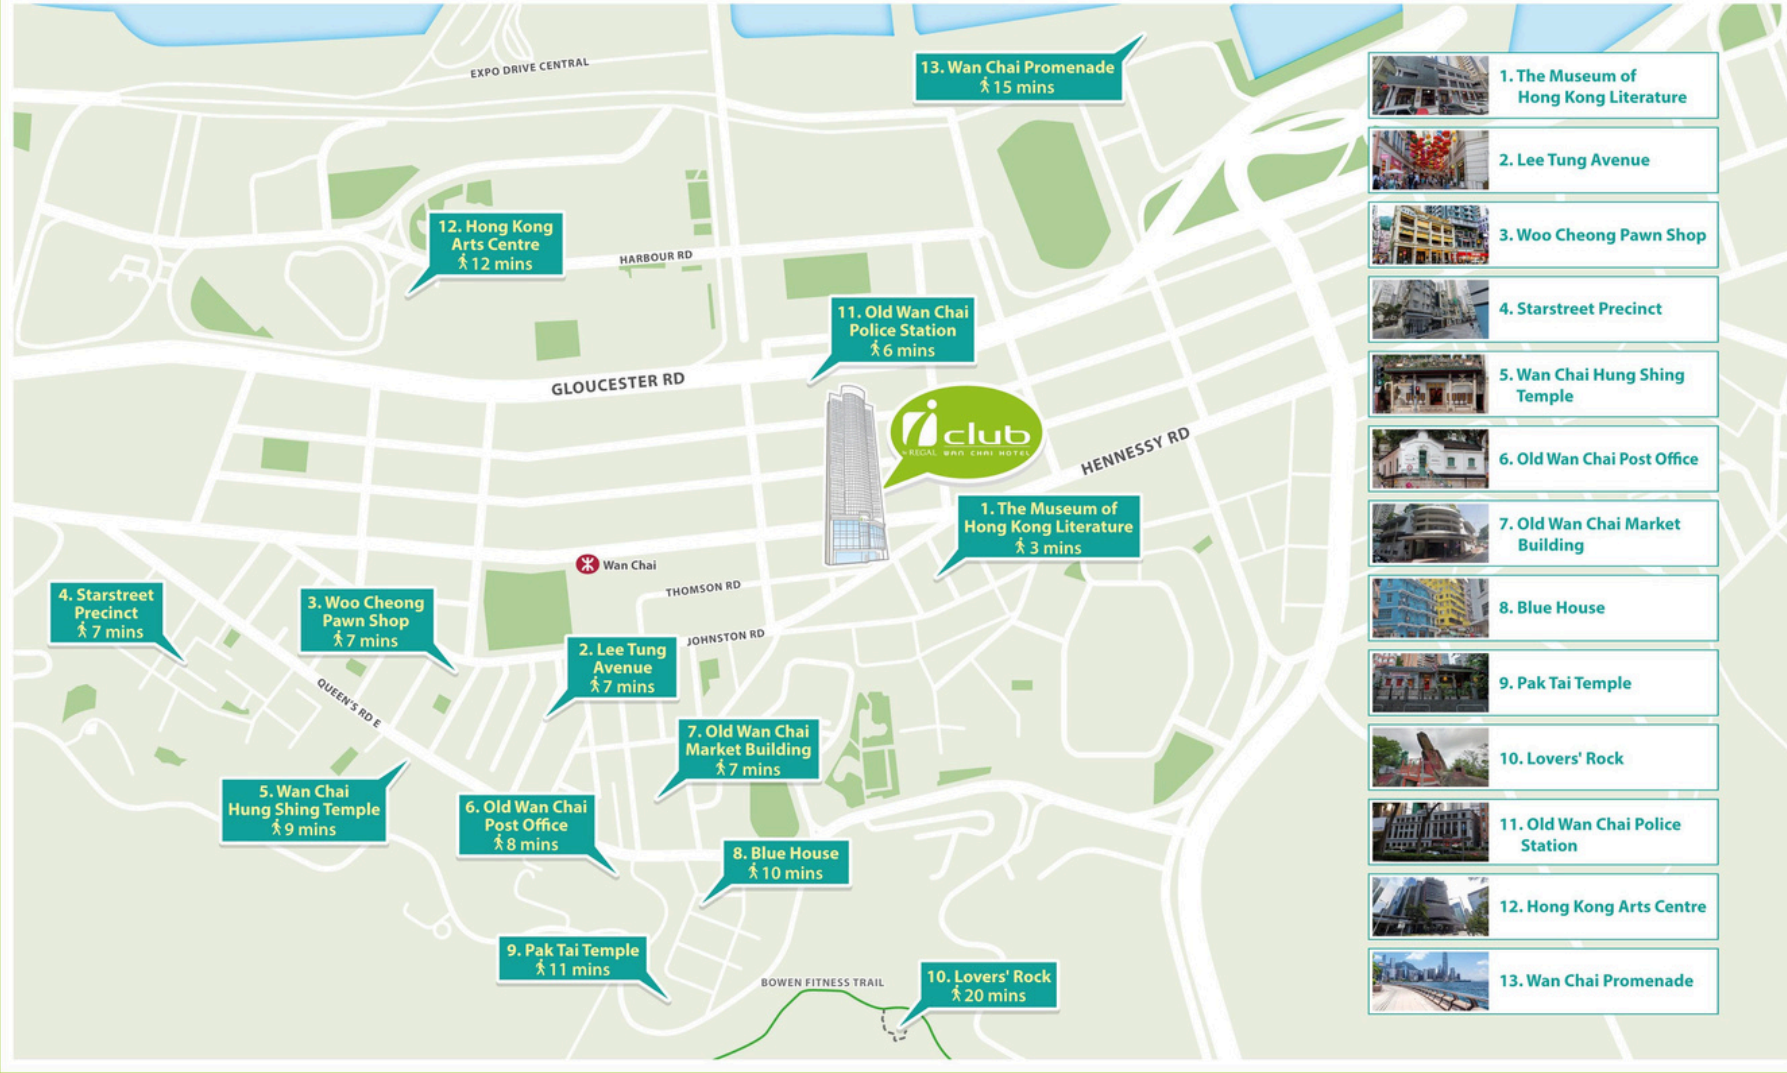 EXPO DRIVE CENTRAL
13. Wan Chai Promenade
15 mins
12. Hong Kong
Arts Centre
12 mins
HARBOUR RD
11. Old Wan Chai
Police Station
6 mins
GLOUCESTER RD
iclub
by REGAL WAN CHAI HOTEL
HENNESSY RD
1. The Museum of
Hong Kong Literature
3 mins
Wan Chai
THOMSON RD
4. Starstreet
Precinct
7 mins
3. Woo Cheong
Pawn Shop
7 mins
JOHNSTON RD
2. Lee Tung
Avenue
7 mins
QUEEN'S RD E
7. Old Wan Chai
Market Building
7 mins
5. Wan Chai
Hung Shing Temple
9 mins
6. Old Wan Chai
Post Office
8 mins
8. Blue House
10 mins
9. Pak Tai Temple
11 mins
BOWEN FITNESS TRAIL
10. Lovers' Rock
20 mins
1. The Museum of
Hong Kong Literature
2. Lee Tung Avenue
3. Woo Cheong Pawn Shop
4. Starstreet Precinct
5. Wan Chai Hung Shing
Temple
6. Old Wan Chai Post Office
7. Old Wan Chai Market
Building
8. Blue House
9. Pak Tai Temple
10. Lovers' Rock
11. Old Wan Chai Police
Station
12. Hong Kong Arts Centre
13. Wan Chai Promenade